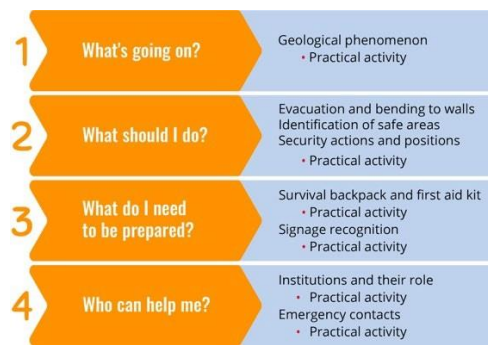 1
What's going on?
Geological phenomenon
• Practical activity
2
What should I do?
Evacuation and bending to walls
Identification of safe areas
Security actions and positions
• Practical activity
3
What do I need
to be prepared?
Survival backpack and first aid kit
• Practical activity
Signage recognition
• Practical activity
4
Who can help me?
Institutions and their role
• Practical activity
Emergency contacts
• Practical activity